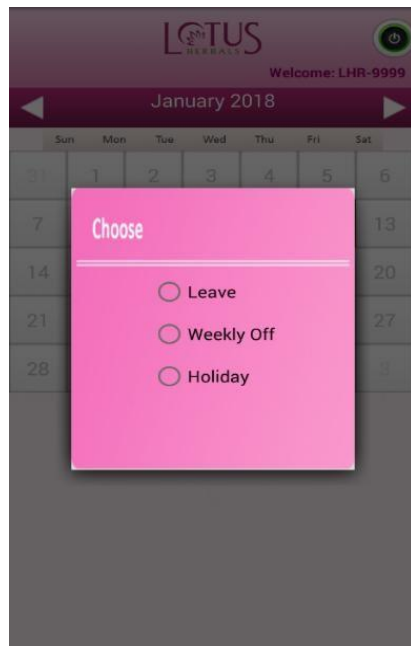 LOTUS
HERBALS
Welcome: LHR-9999
January 2018
Sun Mon Tue Wed Thu Fri Sat
31 1 2 3 4 5 6
7 13
Choose
14 20
Leave
21 27
Weekly Off
28 3
Holiday